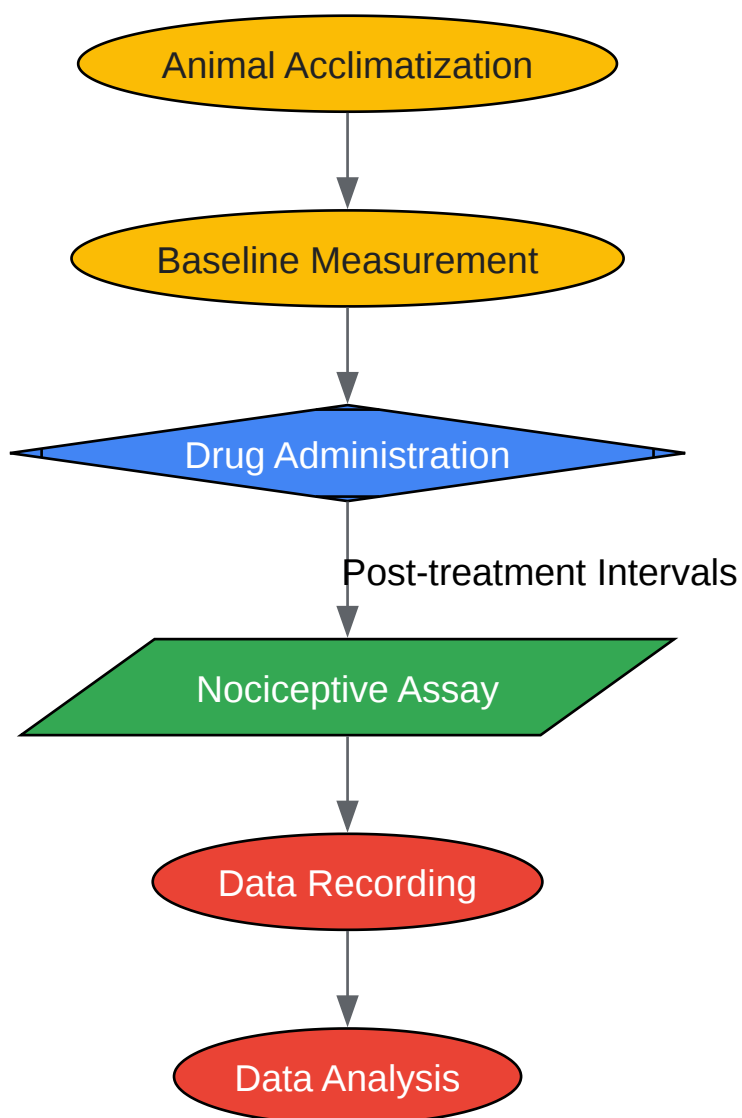 Animal Acclimatization
Baseline Measurement
Drug Administration
Post-treatment Intervals
Nociceptive Assay
Data Recording
Data Analysis